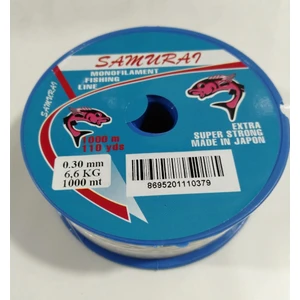 SAMURAI
MONOFILAMENT
FISHING
LINE
SAMURAI
1000 m
110 yds
EXTRA
SUPER STRONG
MADE IN JAPAN
0.30 mm
6,6 KG
1000 mt
8695201110379